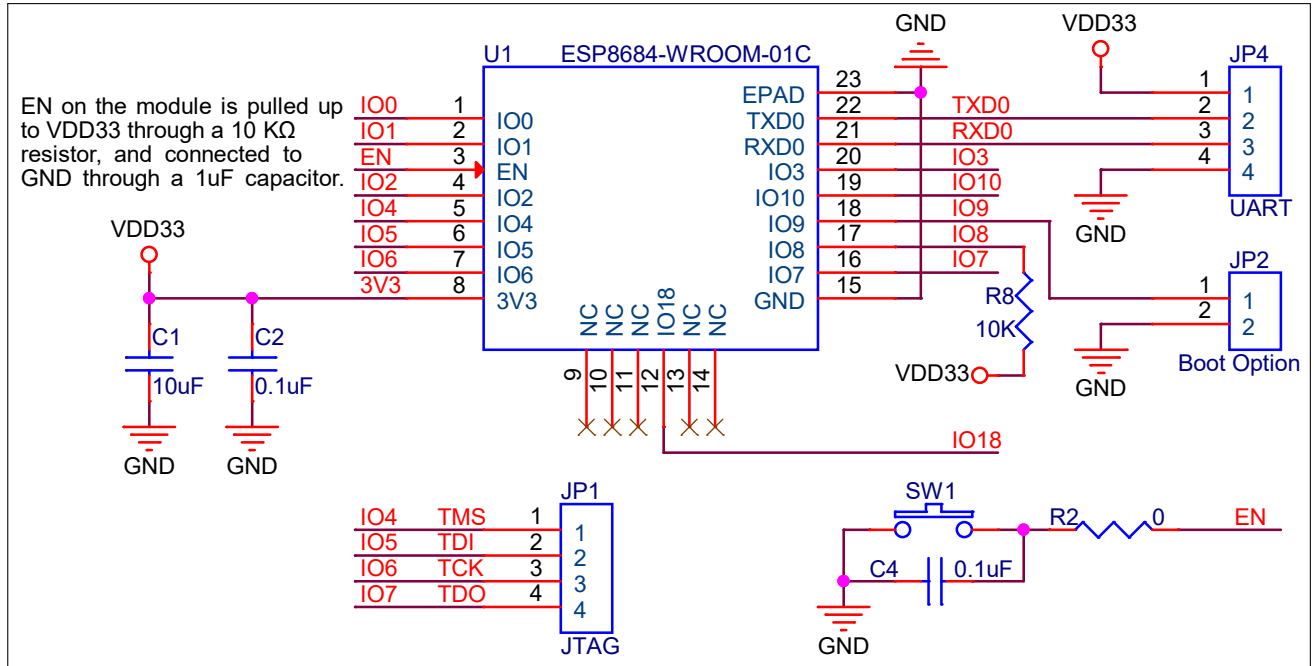 EN on the module is pulled up
to VDD33 through a 10 KΩ
resistor, and connected to
GND through a 1uF capacitor.
U1 ESP8684-WROOM-01C
IO0 1 IO0
IO1 2 IO1
EN 3 EN
IO2 4 IO2
IO4 5 IO4
IO5 6 IO5
IO6 7 IO6
3V3 8 3V3
GND
EPAD 23
TXD0 22 TXD0
RXD0 21 RXD0
IO3 20 IO3
IO10 19 IO10
IO9 18 IO9
IO8 17 IO8
IO7 16 IO7
GND 15
NC NC NC IO18 NC NC
9 10 11 12 13 14
IO18
VDD33
C1
10uF
GND
C2
0.1uF
GND
R8
10K
VDD33
VDD33
JP4
1 1
2 2
3 3
4 4
UART
GND
JP2
1 1
2 2
Boot Option
GND
JP1
IO4 TMS 1 1
IO5 TDI 2 2
IO6 TCK 3 3
IO7 TDO 4 4
JTAG
SW1
R2 0 EN
C4 0.1uF
GND